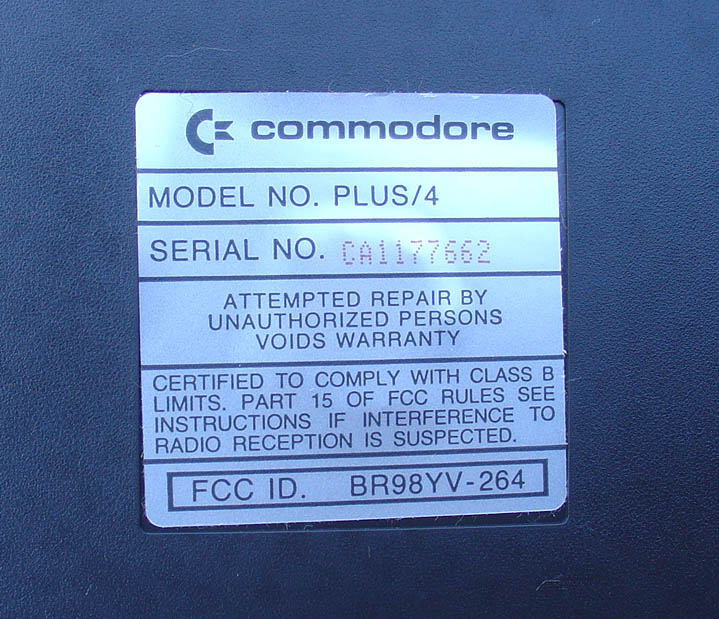 commodore
MODEL NO. PLUS/4
SERIAL NO. CA1177662
ATTEMPTED REPAIR BY
UNAUTHORIZED PERSONS
VOIDS WARRANTY
CERTIFIED TO COMPLY WITH CLASS B
LIMITS. PART 15 OF FCC RULES SEE
INSTRUCTIONS IF INTERFERENCE TO
RADIO RECEPTION IS SUSPECTED.
FCC ID. BR98YV-264